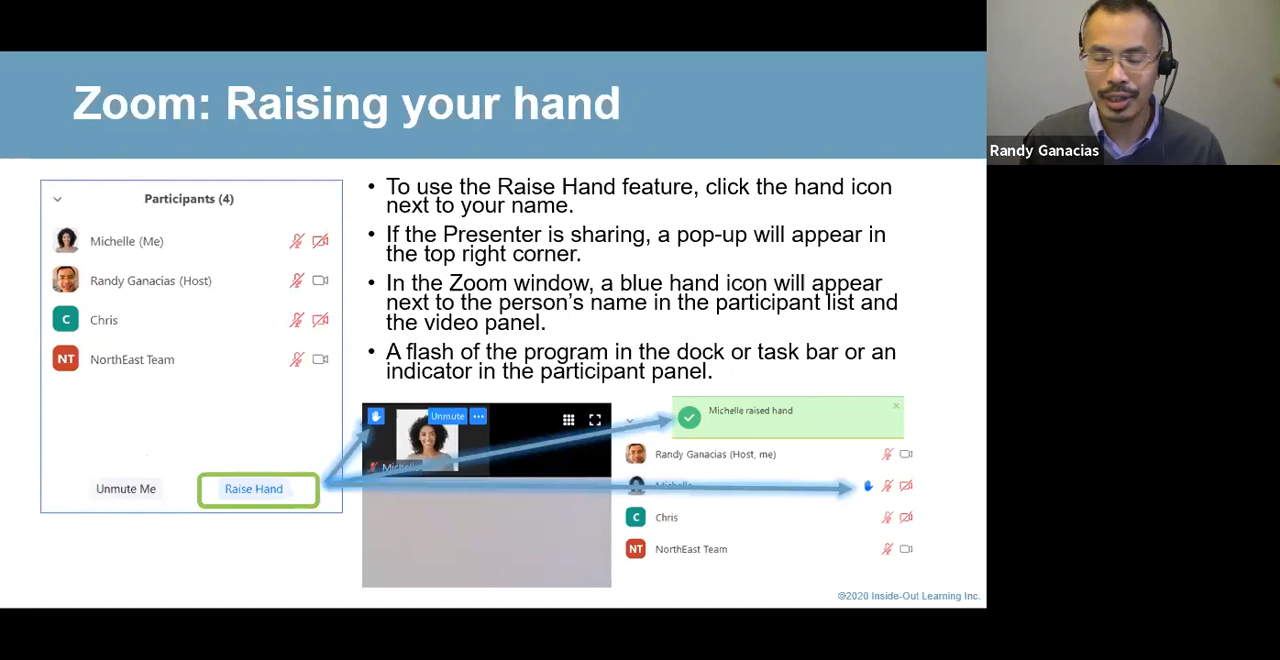 Zoom: Raising your hand
Randy Ganacias
Participants (4)
Michelle (Me)
Randy Ganacias (Host)
C
Chris
NT
NorthEast Team
Unmute Me
Raise Hand
• To use the Raise Hand feature, click the hand icon
next to your name.
• If the Presenter is sharing, a pop-up will appear in
the top right corner.
• In the Zoom window, a blue hand icon will appear
next to the person's name in the participant list and
the video panel.
• A flash of the program in the dock or task bar or an
indicator in the participant panel.
Unmute
Michelle
Michelle raised hand
Randy Ganacias (Host, me)
Michelle
C
Chris
NT
NorthEast Team
©2020 Inside-Out Learning Inc.